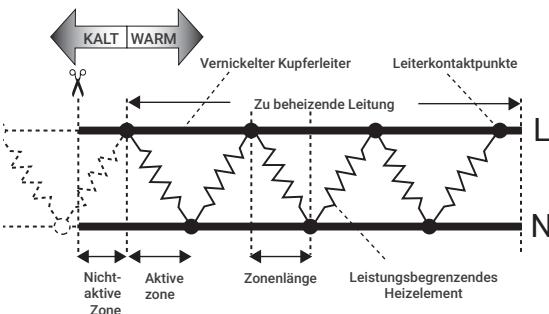 KALT WARM
Vernickelter Kupferleiter
Leiterkontaktpunkte
Zu beheizende Leitung
L
N
Nicht-
aktive
Zone
Aktive
zone
Zonenlänge
Leistungsbegrenzendes
Heizelement